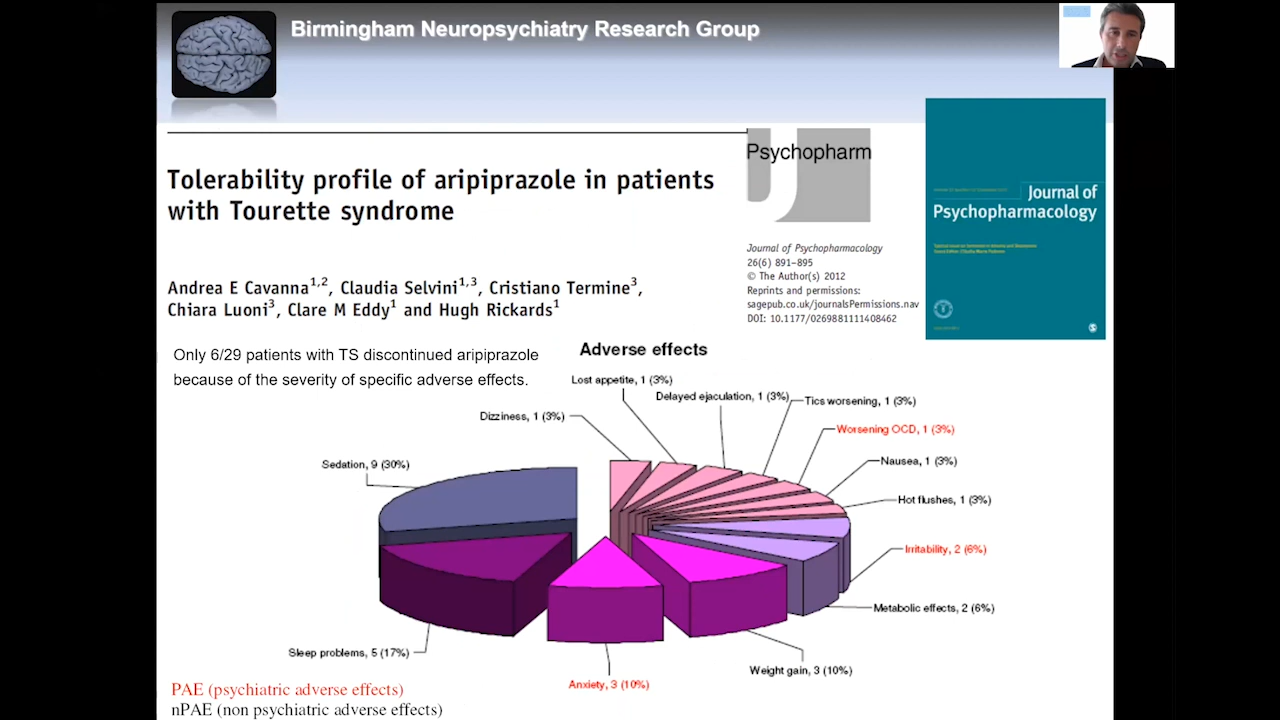 Birmingham Neuropsychiatry Research Group
Psychopharm
Tolerability profile of aripiprazole in patients
with Tourette syndrome
Journal of
Psychopharmacology
Journal of Psychopharmacology
26(6) 891–895
© The Author(s) 2012
Reprints and permissions:
sagepub.co.uk/journalsPermissions.nav
DOI: 10.1177/0269881111408462
Andrea E Cavanna1,2, Claudia Selvini1,3, Cristiano Termine3,
Chiara Luoni3, Clare M Eddy1 and Hugh Rickards1
Only 6/29 patients with TS discontinued aripiprazole
because of the severity of specific adverse effects.
Adverse effects
Lost appetite, 1 (3%)
Delayed ejaculation, 1 (3%)
Tics worsening, 1 (3%)
Dizziness, 1 (3%)
Worsening OCD, 1 (3%)
Sedation, 9 (30%)
Nausea, 1 (3%)
Hot flushes, 1 (3%)
Irritability, 2 (6%)
Metabolic effects, 2 (6%)
Sleep problems, 5 (17%)
Weight gain, 3 (10%)
Anxiety, 3 (10%)
PAE (psychiatric adverse effects)
nPAE (non psychiatric adverse effects)